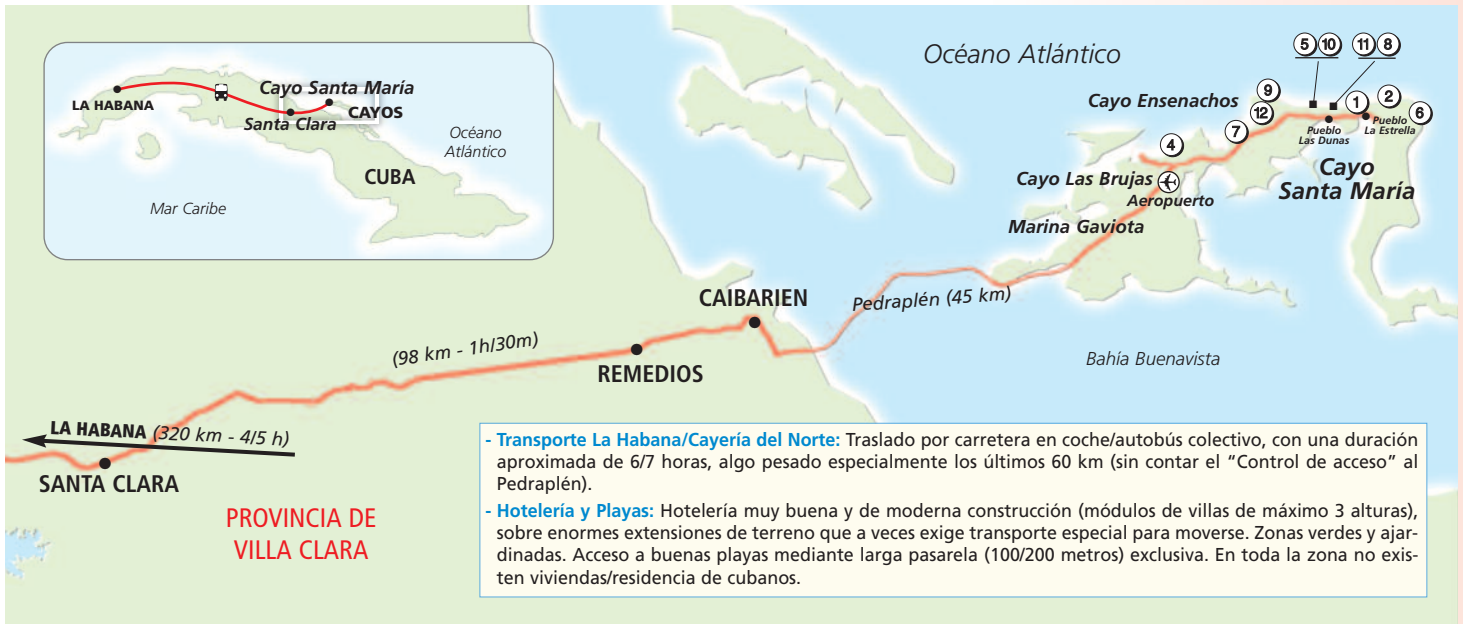 LA HABANA
Cayo Santa María
CAYOS
Santa Clara
Océano
Atlántico
CUBA
Mar Caribe
Océano Atlántico
5 10 11 8
Cayo Ensenachos
9
12
7
4
1
2
6
Pueblo
Las Dunas
Pueblo
La Estrella
Cayo
Santa María
Cayo Las Brujas
Aeropuerto
Marina Gaviota
Pedraplén (45 km)
CAIBARIEN
Bahía Buenavista
(98 km - 1h/30m)
REMEDIOS
LA HABANA (320 km - 4/5 h)
SANTA CLARA
PROVINCIA DE
VILLA CLARA
- Transporte La Habana/Cayería del Norte: Traslado por carretera en coche/autobús colectivo, con una duración
aproximada de 6/7 horas, algo pesado especialmente los últimos 60 km (sin contar el “Control de acceso” al
Pedraplén).
- Hotelería y Playas: Hotelería muy buena y de moderna construcción (módulos de villas de máximo 3 alturas),
sobre enormes extensiones de terreno que a veces exige transporte especial para moverse. Zonas verdes y ajar-
dinadas. Acceso a buenas playas mediante larga pasarela (100/200 metros) exclusiva. En toda la zona no exis-
ten viviendas/residencia de cubanos.